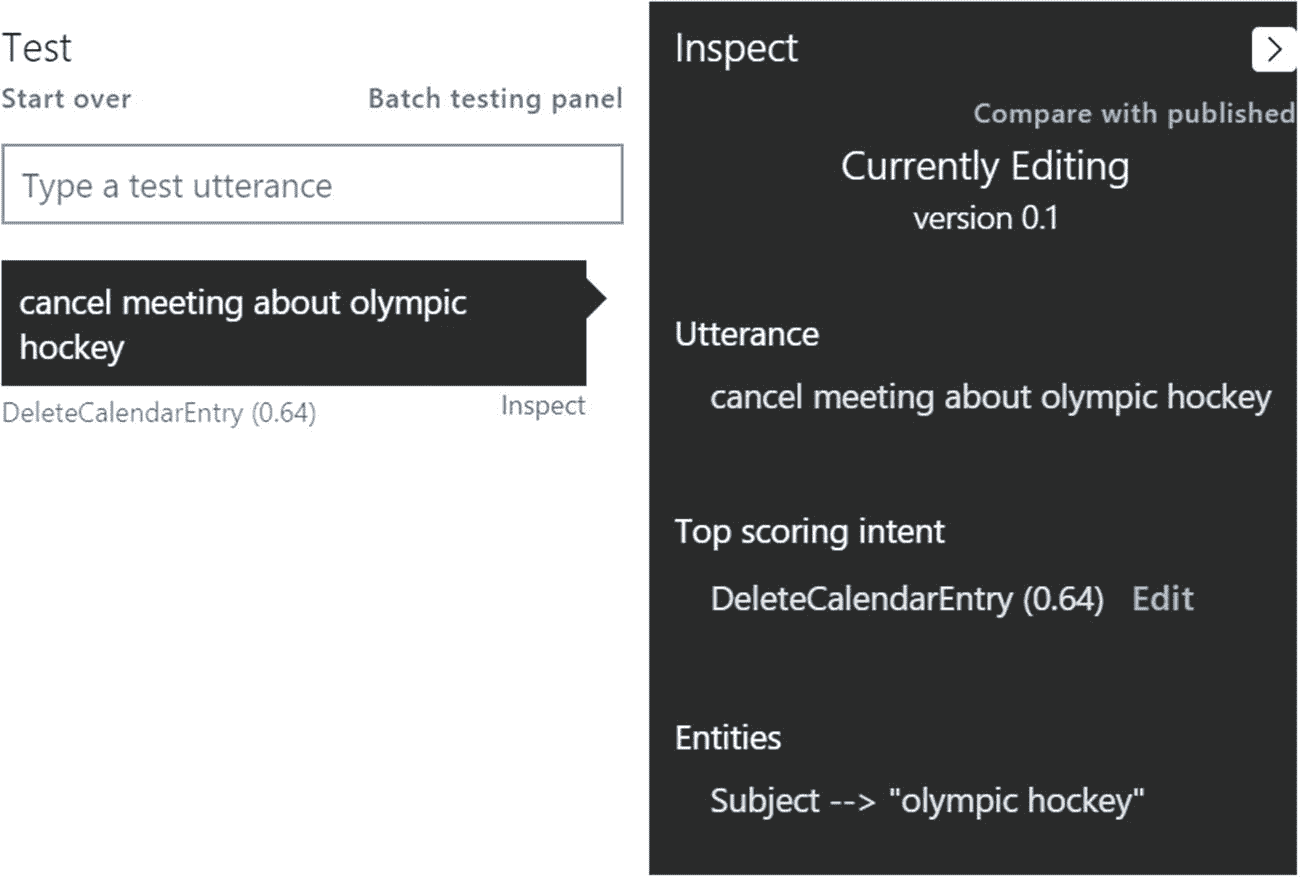 Test
Start over
Batch testing panel
Type a test utterance
cancel meeting about olympic
hockey
DeleteCalendarEntry (0.64)
Inspect
Inspect
Compare with published
Currently Editing
version 0.1
Utterance
cancel meeting about olympic hockey
Top scoring intent
DeleteCalendarEntry (0.64) Edit
Entities
Subject --> "olympic hockey"